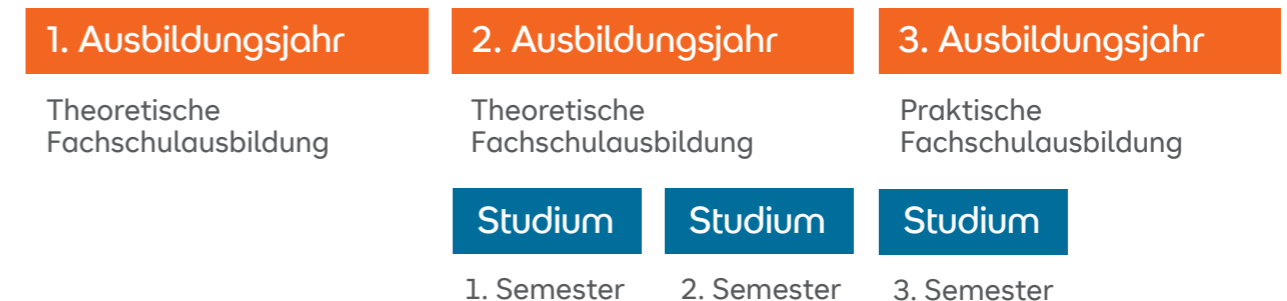 1. Ausbildungsjahr
Theoretische
Fachschulausbildung
2. Ausbildungsjahr
Theoretische
Fachschulausbildung
Studium
1. Semester
Studium
2. Semester
3. Ausbildungsjahr
Praktische
Fachschulausbildung
Studium
3. Semester